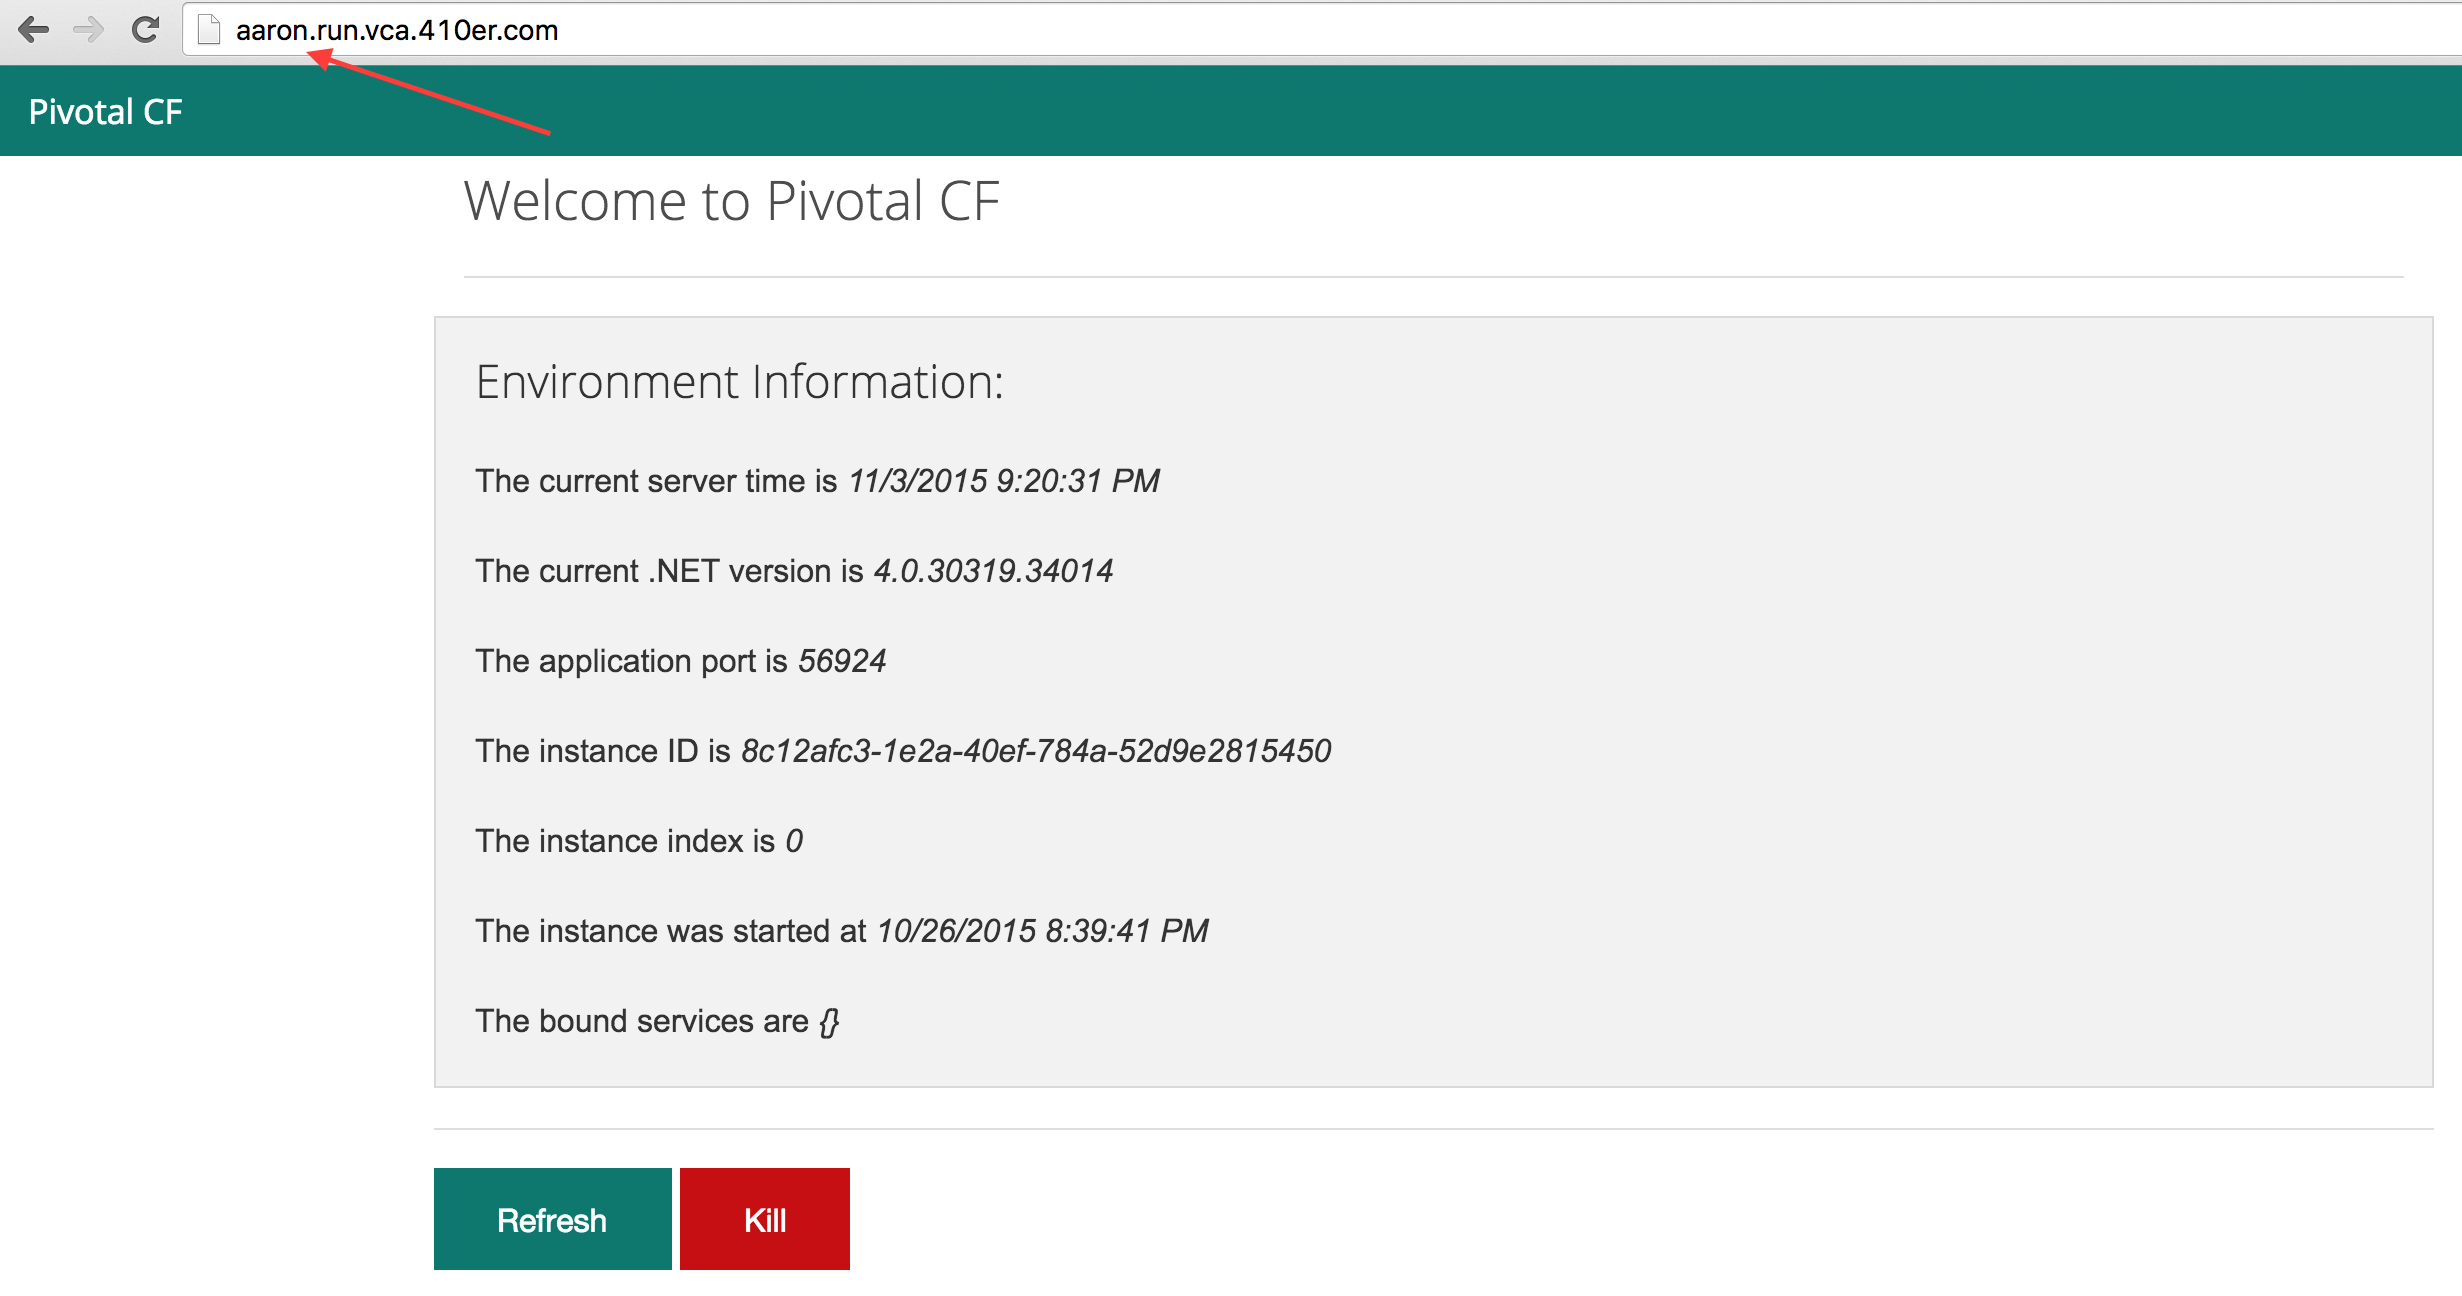 aaron.run.vca.410er.com
Pivotal CF
Welcome to Pivotal CF
Environment Information:
The current server time is 11/3/2015 9:20:31 PM
The current .NET version is 4.0.30319.34014
The application port is 56924
The instance ID is 8c12afc3-1e2a-40ef-784a-52d9e2815450
The instance index is 0
The instance was started at 10/26/2015 8:39:41 PM
The bound services are {}
Refresh Kill